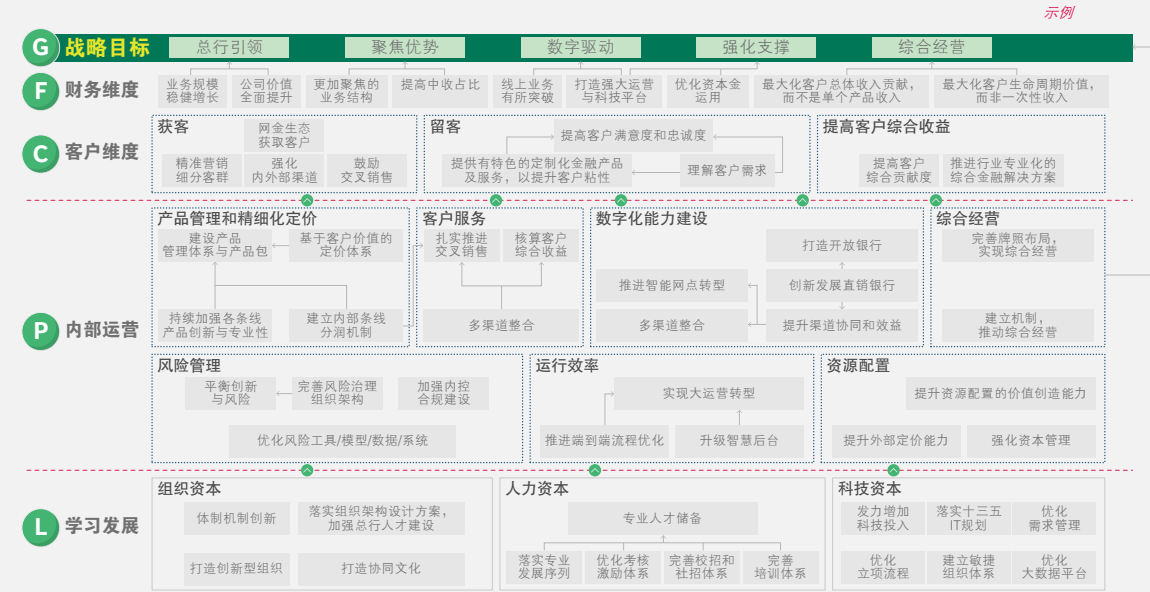 示例
G 战略目标
总行引领
聚焦优势
数字驱动
强化支撑
综合经营
F 财务维度
业务规模
稳健增长
公司价值
全面提升
更加聚焦的
业务结构
提高中收占比
线上业务
有所突破
打造强大运营
与科技平台
优化资本金
运用
最大化客户总体收入贡献，
而不是单个产品收入
最大化客户生命周期价值，
而非一次性收入
C 客户维度
获客
网金生态
获取客户
精准营销
细分客群
强化
内外部渠道
鼓励
交叉销售
留客
提高客户满意度和忠诚度
提供有特色的定制化金融产品
及服务，以提升客户粘性
理解客户需求
提高客户综合收益
提高客户
综合贡献度
推进行业专业化的
综合金融解决方案
P 内部运营
产品管理和精细化定价
建设产品
管理体系与产品包
基于客户价值的
定价体系
持续加强各条线
产品创新与专业性
建立内部条线
分润机制
客户服务
扎实推进
交叉销售
核算客户
综合收益
多渠道整合
数字化能力建设
打造开放银行
推进智能网点转型
创新发展直销银行
多渠道整合
提升渠道协同和效益
综合经营
完善牌照布局，
实现综合经营
建立机制，
推动综合经营
风险管理
平衡创新
与风险
完善风险治理
组织架构
加强内控
合规建设
优化风险工具/模型/数据/系统
运行效率
实现大运营转型
推进端到端流程优化
升级智慧后台
资源配置
提升资源配置的价值创造能力
提升外部定价能力
强化资本管理
L 学习发展
组织资本
体制机制创新
落实组织架构设计方案，
加强总行人才建设
打造创新型组织
打造协同文化
人力资本
专业人才储备
落实专业
发展序列
优化考核
激励体系
完善校招和
社招体系
完善
培训体系
科技资本
发力增加
科技投入
落实十三五
IT规划
优化
需求管理
优化
立项流程
建立敏捷
组织体系
优化
大数据平台